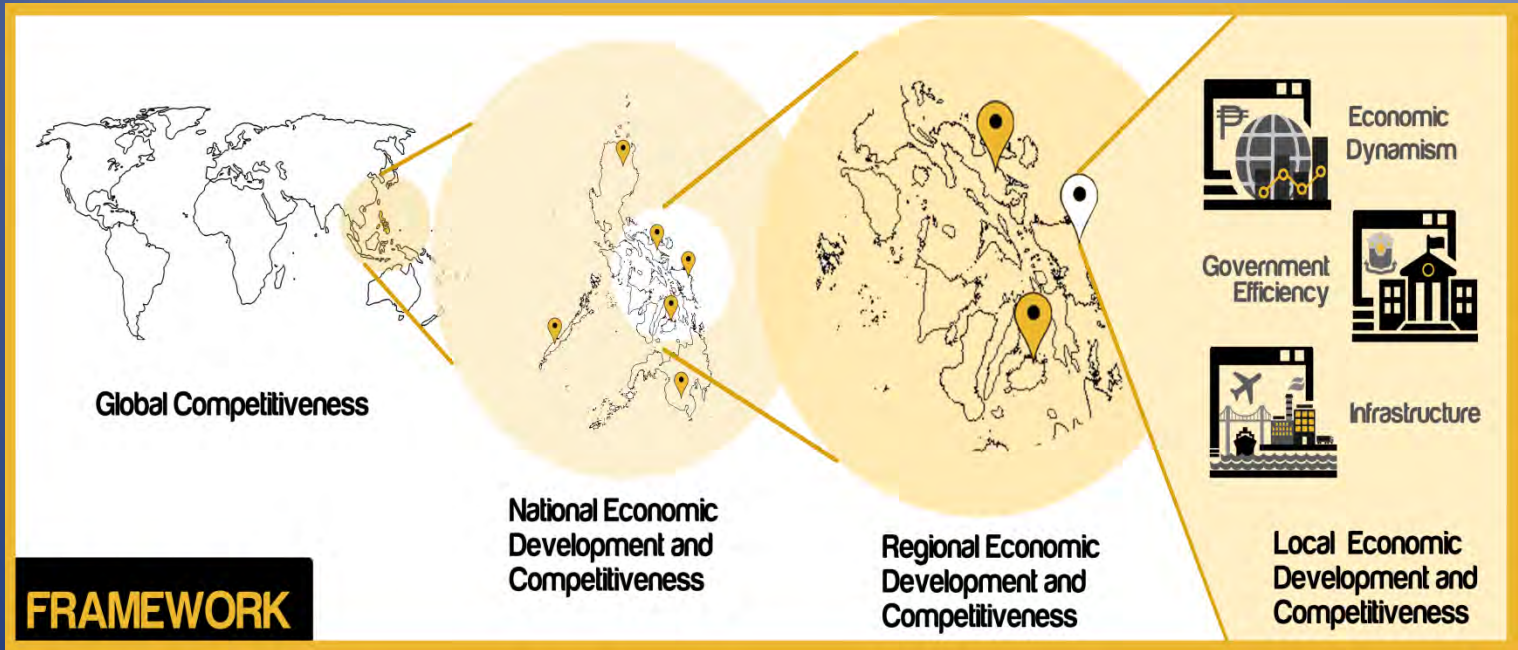 Global Competitiveness
National Economic
Development and
Competitiveness
Regional Economic
Development and
Competitiveness
₱
Economic
Dynamism
Government
Efficiency
Infrastructure
Local Economic
Development and
Competitiveness
FRAMEWORK